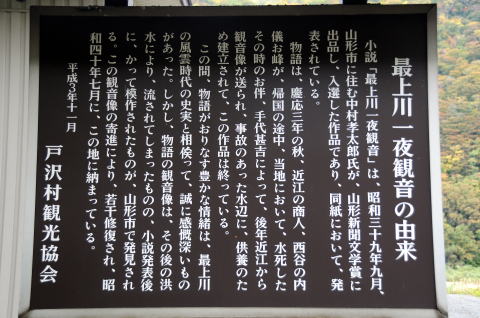 最上川一夜観音の由来
小説「最上川一夜観音」は、昭和三十九年九月、
山形市に住む中村孝太郎氏が、山形新聞文学賞に
出品し、入選した作品であり、同紙において、発
表されている。
物語は、慶応三年の秋、近江の商人、西谷の内
儀お峰が、帰国の途中、当地において、水死した
その時のお伴、手代甚吉によって、後年近江から
観音像が送られ、事故のあった水辺に、供養のた
め建立されて、この作品は終っている。
この間、物語がおりなす豊かな情緒は、最上川
の風雲時代の史実と相俟って、誠に感慨深いもの
があった。しかし、物語の観音像は、その後の洪
水により、流されてしまったものの、小説発表後
に、かって模作されたものが、山形市で発見され
る。この観音像の寄進により、若干修復され、昭
和四十年七月に、この地に納まっている。
平成３年十一月
戸沢村観光協会